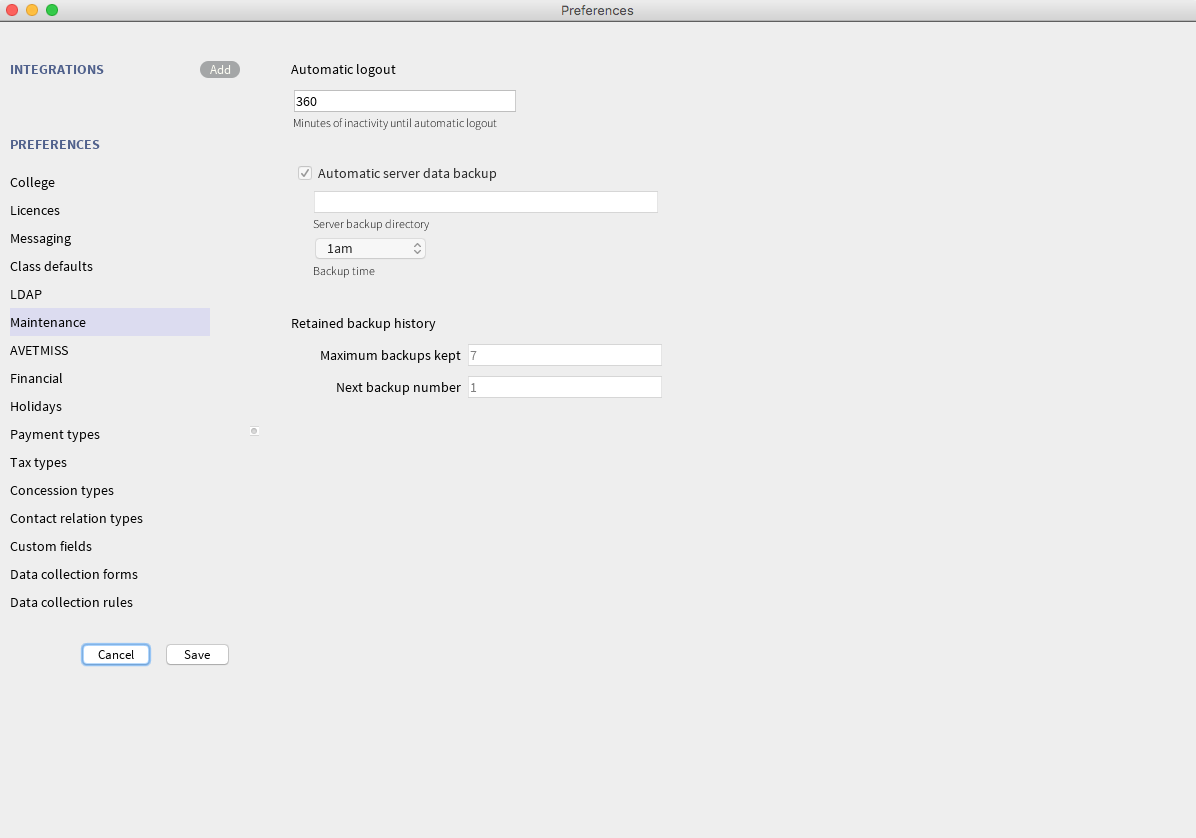 Preferences
INTEGRATIONS
Add
PREFERENCES
College
Licences
Messaging
Class defaults
LDAP
Maintenance
AVETMISS
Financial
Holidays
Payment types
Tax types
Concession types
Contact relation types
Custom fields
Data collection forms
Data collection rules
Cancel Save
Automatic logout
360
Minutes of inactivity until automatic logout
Automatic server data backup
Server backup directory
1am
Backup time
Retained backup history
Maximum backups kept 7
Next backup number 1